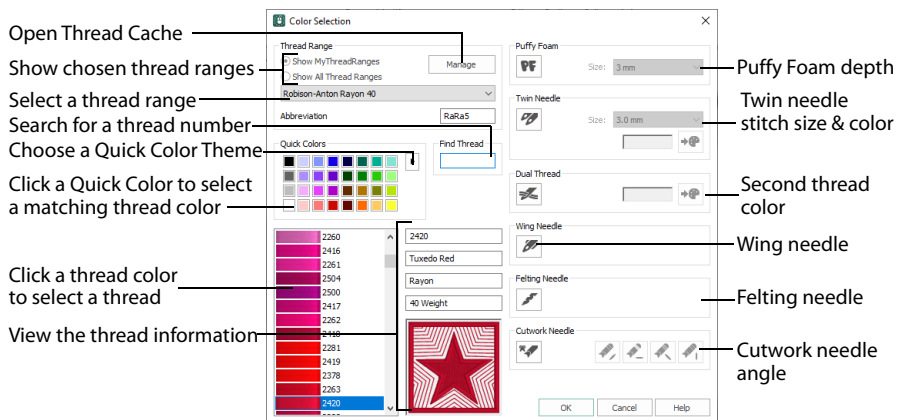 Color Selection
Open Thread Cache
Show chosen thread ranges
Select a thread range
Search for a thread number
Choose a Quick Color Theme
Click a Quick Color to select
a matching thread color
Click a thread color
to select a thread
View the thread information
Thread Range
Show MyThreadRanges
Show All Thread Ranges
Manage
Robison-Anton Rayon 40
Abbreviation
RaRa5
Quick Colors
Find Thread
2260
2416
2261
2504
2500
2417
2262
2418
2281
2419
2378
2263
2420
2420
Tuxedo Red
Rayon
40 Weight
Puffy Foam
PF
Size:
3 mm
Twin Needle
Size:
3.0 mm
Dual Thread
Wing Needle
Felting Needle
Cutwork Needle
OK
Cancel
Help
Puffy Foam depth
Twin needle
stitch size & color
Second thread
color
Wing needle
Felting needle
Cutwork needle
angle